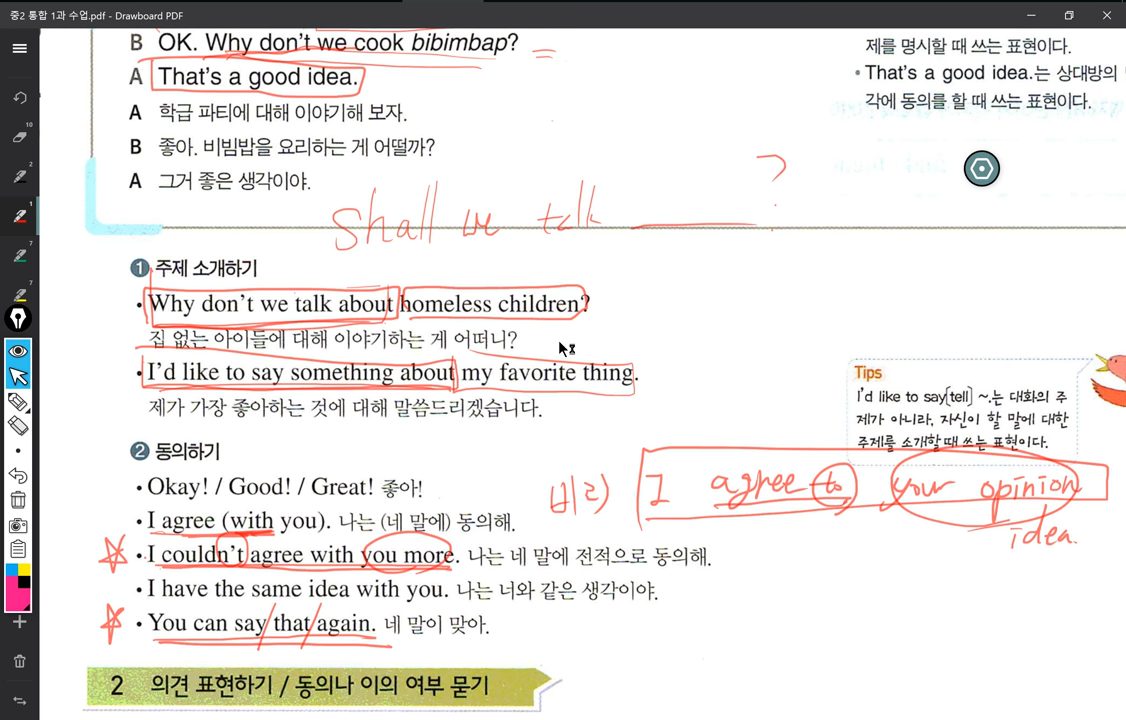 중2 통합 1과 수업.pdf - Drawboard PDF
B OK. Why don't we cook bibimbap?
A That's a good idea.
A 학급 파티에 대해 이야기해 보자.
B 좋아. 비빔밥을 요리하는 게 어떨까?
A 그거 좋은 생각이야.
제를 명시할 때 쓰는 표현이다.
• That's a good idea.는 상대방의
각에 동의를 할 때 쓰는 표현이다.
Shall we talk ?
1 주제 소개하기
• Why don't we talk about homeless children?
집 없는 아이들에 대해 이야기하는 게 어떠니?
• I'd like to say something about my favorite thing.
제가 가장 좋아하는 것에 대해 말씀드리겠습니다.
Tips
I'd like to say[tell] ~.는 대화의 주
제가 아니라, 자신이 할 말에 대한
주제를 소개할 때 쓰는 표현이다.
2 동의하기
• Okay! / Good! / Great! 좋아!
• I agree (with you). 나는 (네 말에) 동의해.
• I couldn't agree with you more. 나는 네 말에 전적으로 동의해.
• I have the same idea with you. 나는 너와 같은 생각이야.
• You can say that again. 네 말이 맞아.
비교) I agree to your opinion
idea.
2 의견 표현하기 / 동의나 이의 여부 묻기
10
2
1
7
7